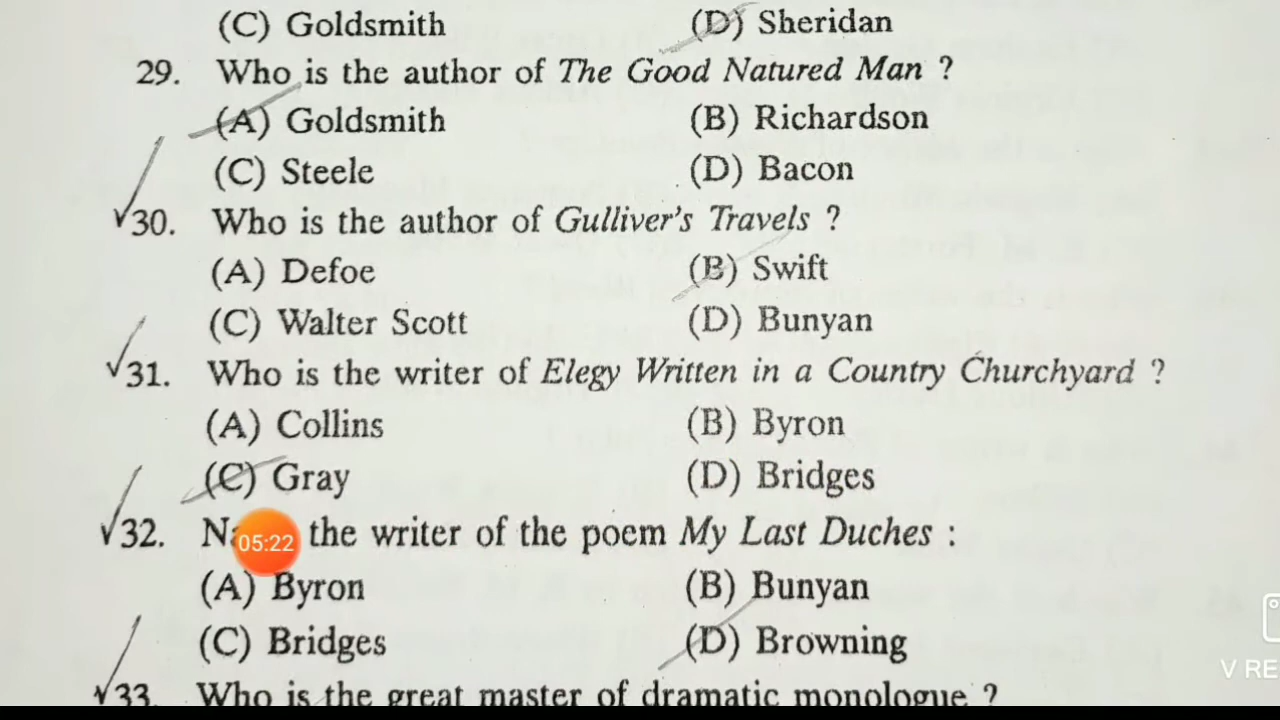 (C) Goldsmith (D) Sheridan
29. Who is the author of The Good Natured Man ?
(A) Goldsmith (B) Richardson
(C) Steele (D) Bacon
30. Who is the author of Gulliver's Travels ?
(A) Defoe (B) Swift
(C) Walter Scott (D) Bunyan
31. Who is the writer of Elegy Written in a Country Churchyard ?
(A) Collins (B) Byron
(C) Gray (D) Bridges
32. the writer of the poem My Last Duches :
05:22
(A) Byron (B) Bunyan
(C) Bridges (D) Browning
V RE
33. Who is the great master of dramatic monologue ?